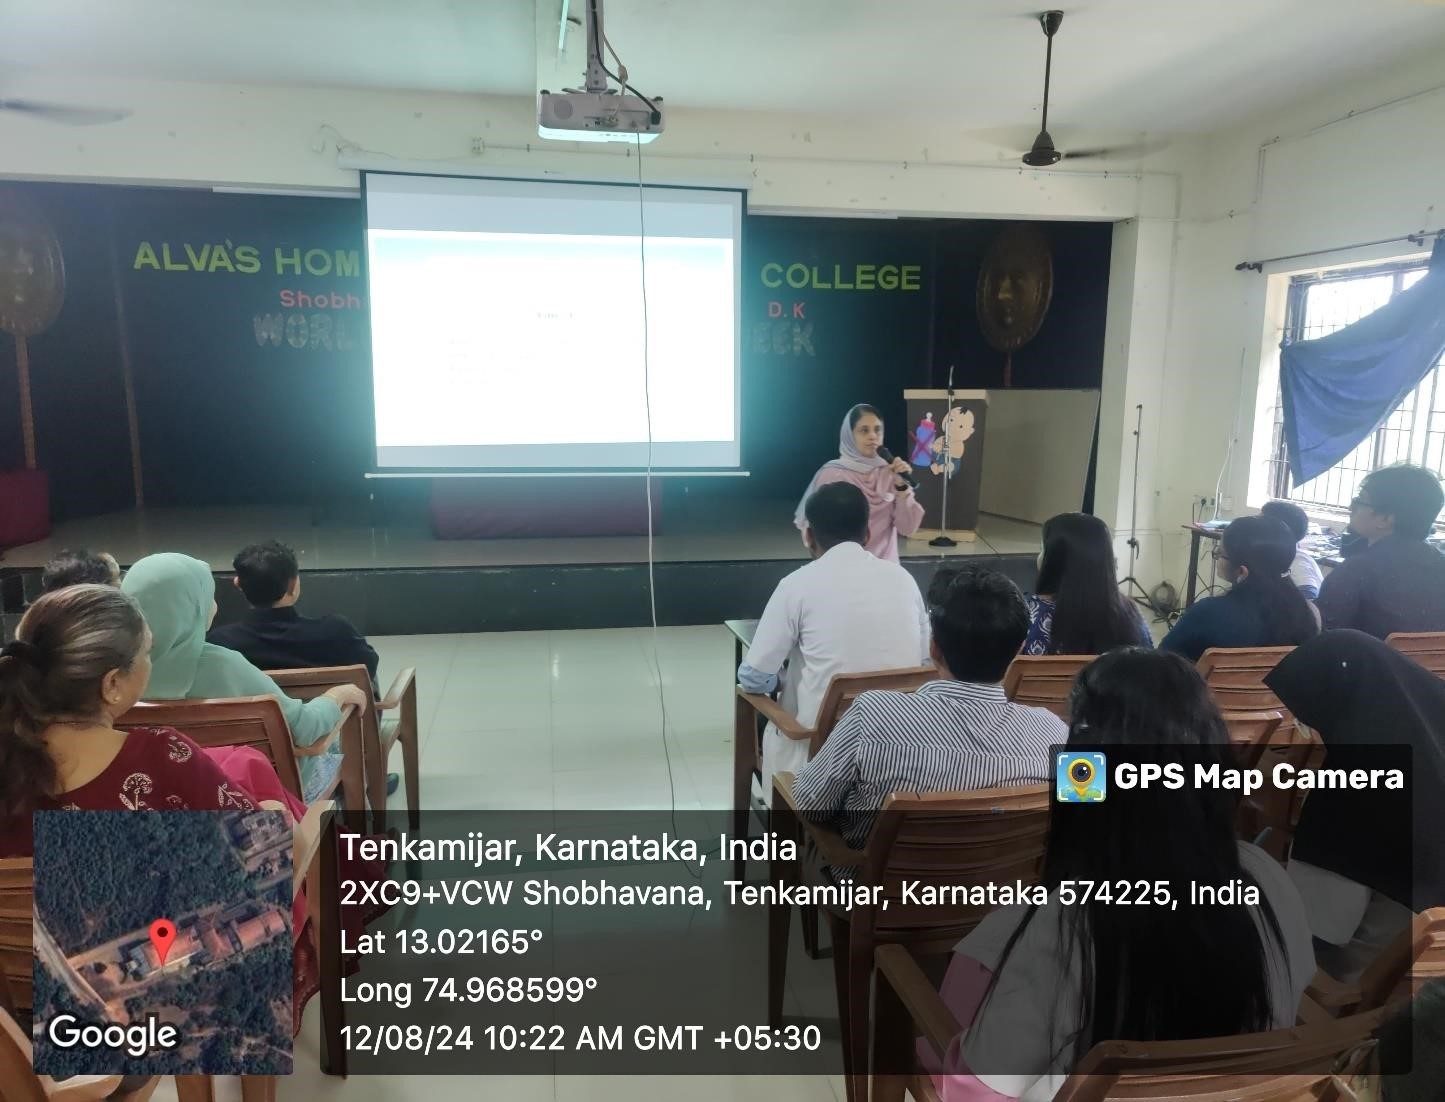 ALVA'S HOM COLLEGE
Shobh D.K
WORL EEK
GPS Map Camera
Tenkamijar, Karnataka, India
2XC9+VCW Shobhavana, Tenkamijar, Karnataka 574225, India
Lat 13.02165°
Long 74.968599°
12/08/24 10:22 AM GMT +05:30
Google